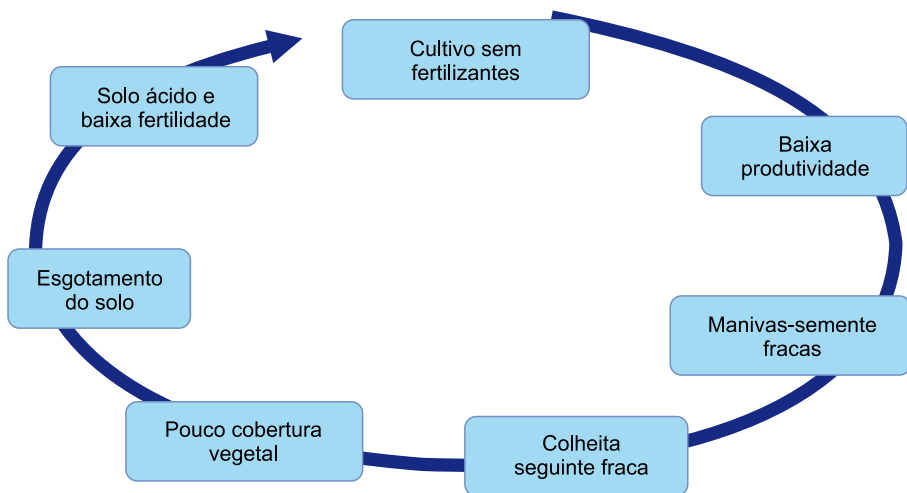 Cultivo sem
fertilizantes
Baixa
produtividade
Manivas-semente
fracas
Colheita
seguinte fraca
Pouco cobertura
vegetal
Esgotamento
do solo
Solo ácido e
baixa fertilidade